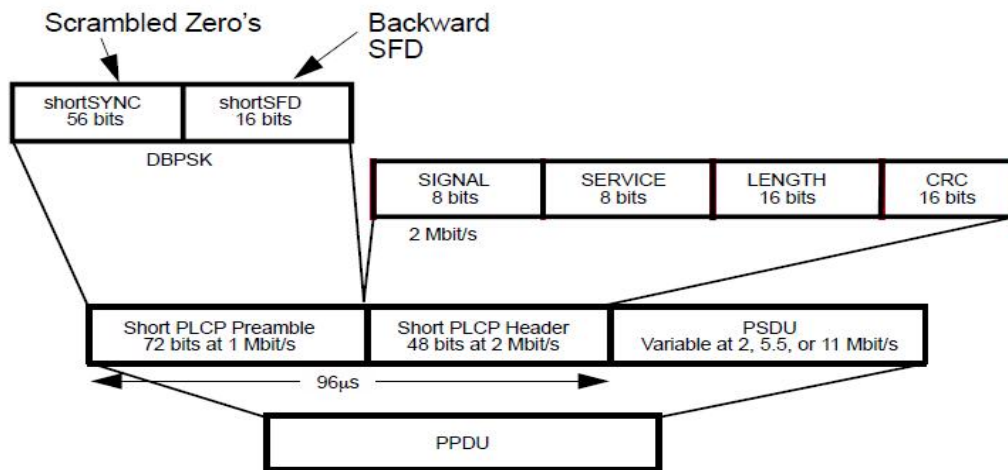 Scrambled Zero's
Backward
SFD
shortSYNC
56 bits
shortSFD
16 bits
DBPSK
SIGNAL
8 bits
SERVICE
8 bits
LENGTH
16 bits
CRC
16 bits
2 Mbit/s
Short PLCP Preamble
72 bits at 1 Mbit/s
Short PLCP Header
48 bits at 2 Mbit/s
PSDU
Variable at 2, 5.5, or 11 Mbit/s
96μs
PPDU